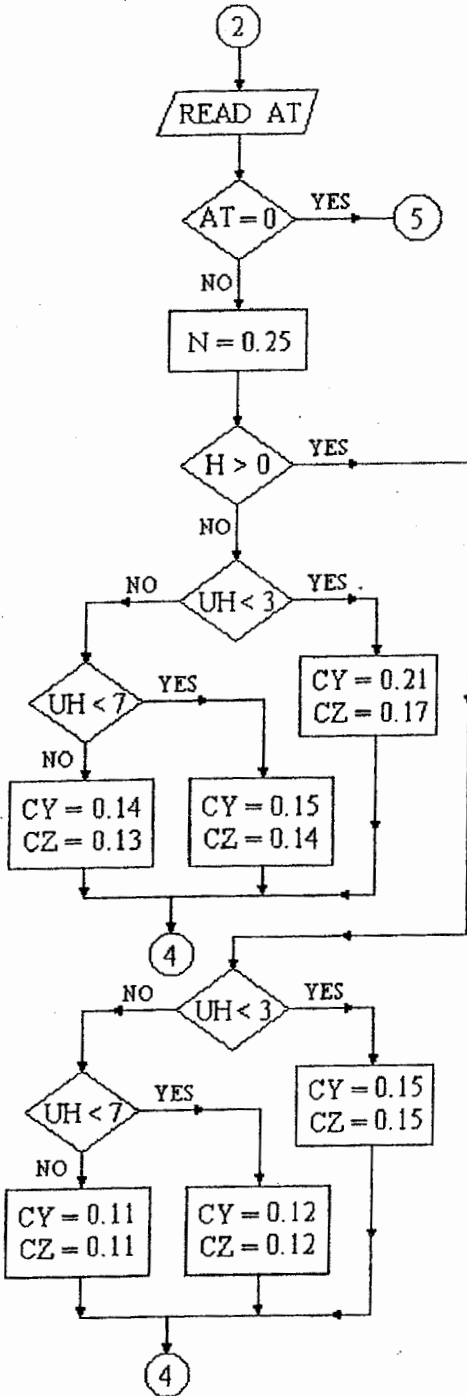 2
READ AT
AT = 0
YES
5
NO
N = 0.25
H > 0
YES
NO
UH < 3
NO
YES
UH < 7
YES
NO
CY = 0.21
CZ = 0.17
CY = 0.14
CZ = 0.13
CY = 0.15
CZ = 0.14
4
UH < 3
NO
YES
UH < 7
YES
NO
CY = 0.15
CZ = 0.15
CY = 0.11
CZ = 0.11
CY = 0.12
CZ = 0.12
4